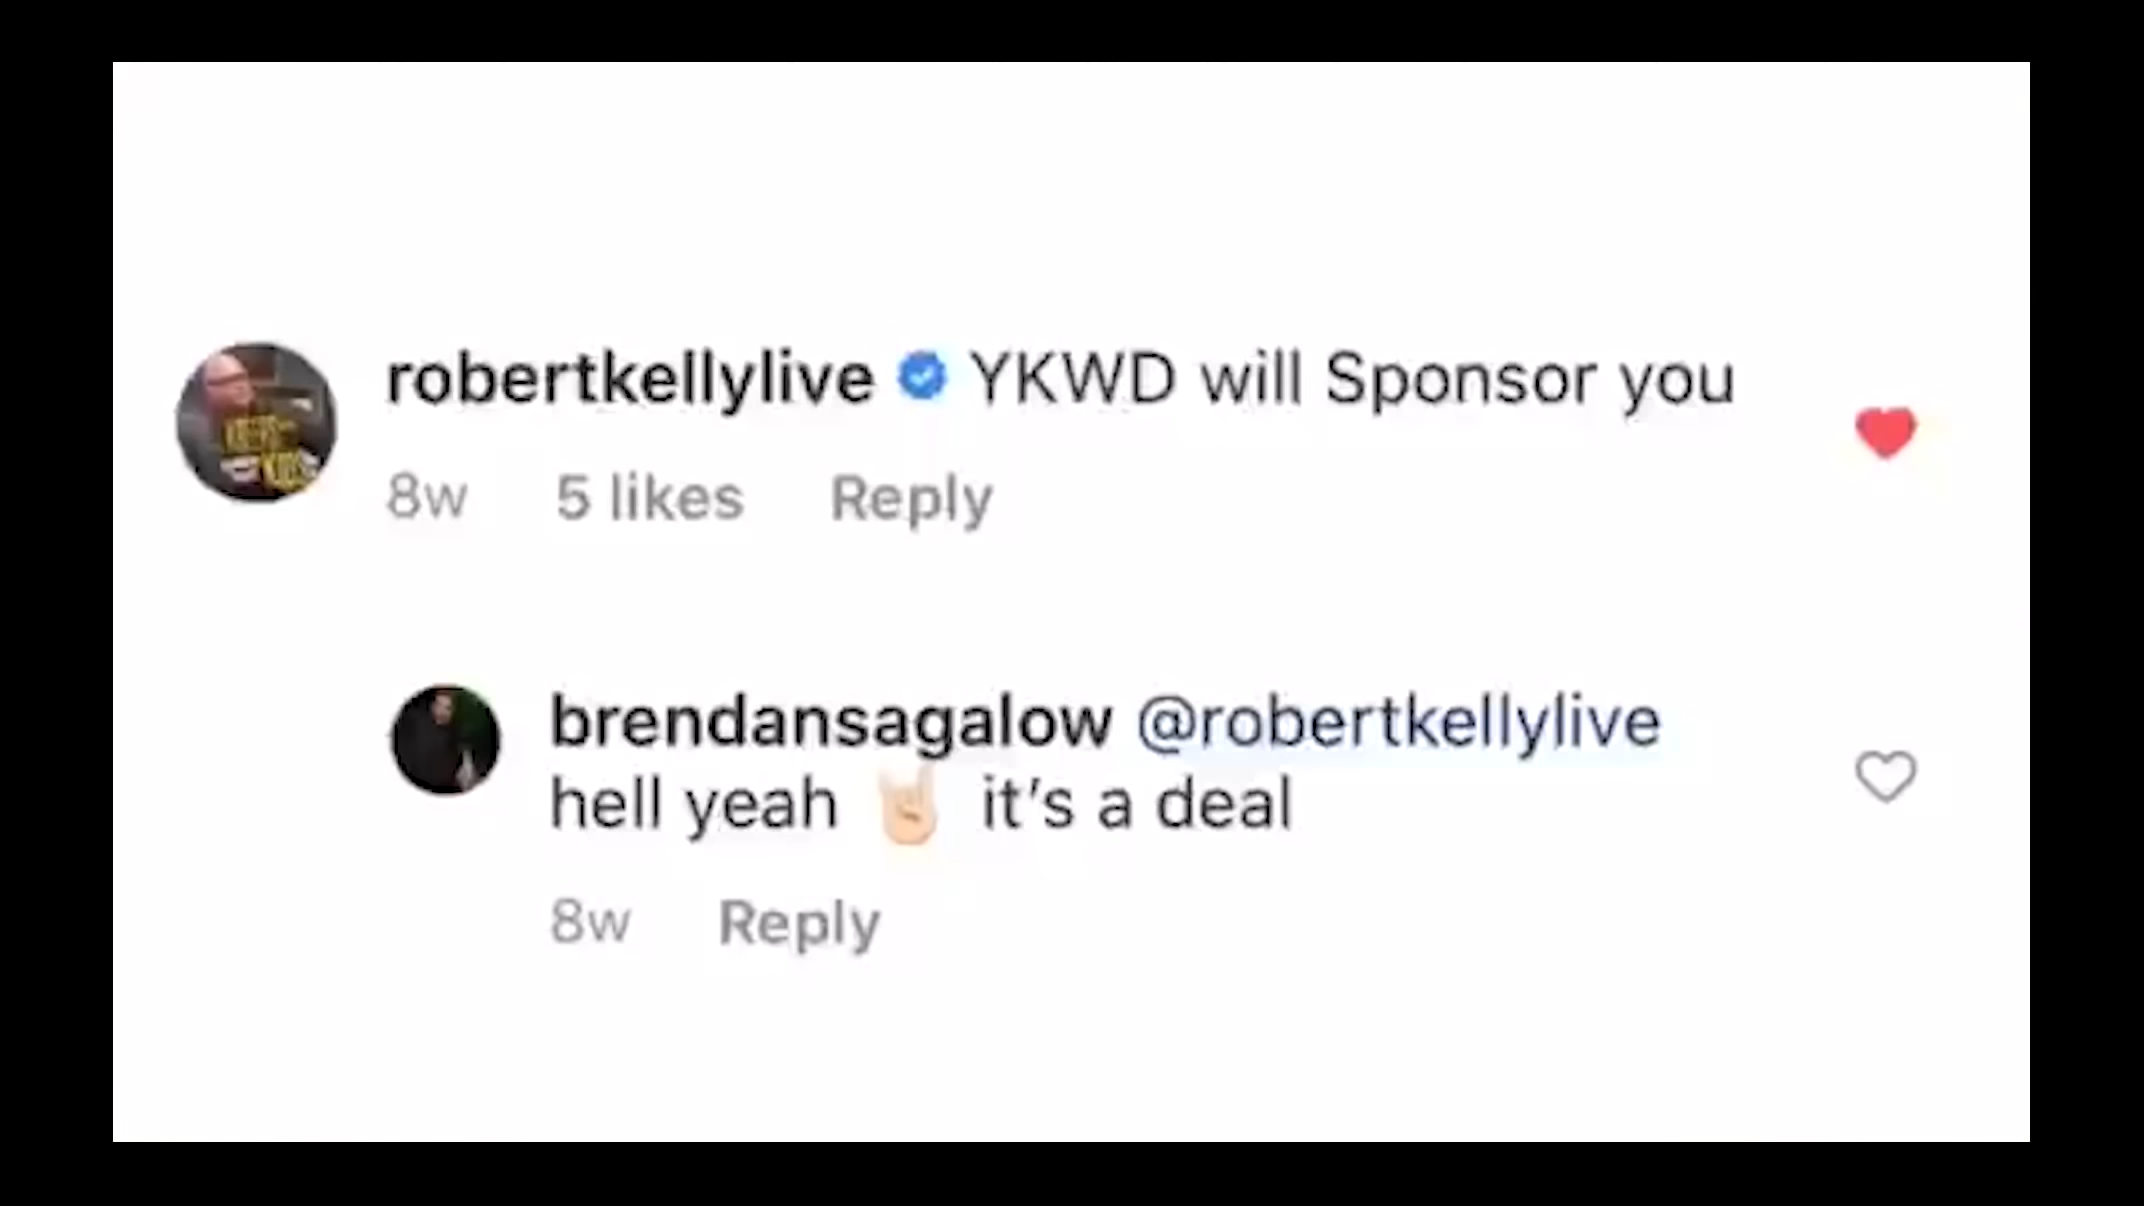 robertkellylive YKWD will Sponsor you
8w 5 likes Reply
brendansagalow @robertkellylive
hell yeah 🤘🏻 it's a deal
8w Reply